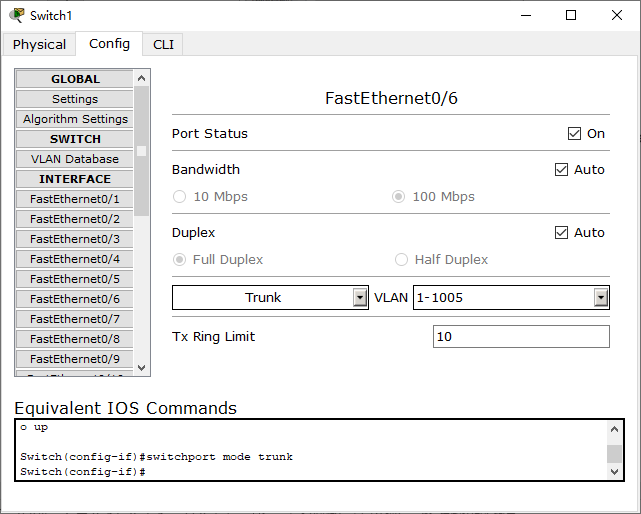 Switch1
Physical Config CLI
GLOBAL
Settings
Algorithm Settings
SWITCH
VLAN Database
INTERFACE
FastEthernet0/1
FastEthernet0/2
FastEthernet0/3
FastEthernet0/4
FastEthernet0/5
FastEthernet0/6
FastEthernet0/7
FastEthernet0/8
FastEthernet0/9
FastEthernet0/6
Port Status On
Bandwidth Auto
10 Mbps 100 Mbps
Duplex Auto
Full Duplex Half Duplex
Trunk VLAN 1-1005
Tx Ring Limit 10
Equivalent IOS Commands
o up
Switch(config-if)#switchport mode trunk
Switch(config-if)#